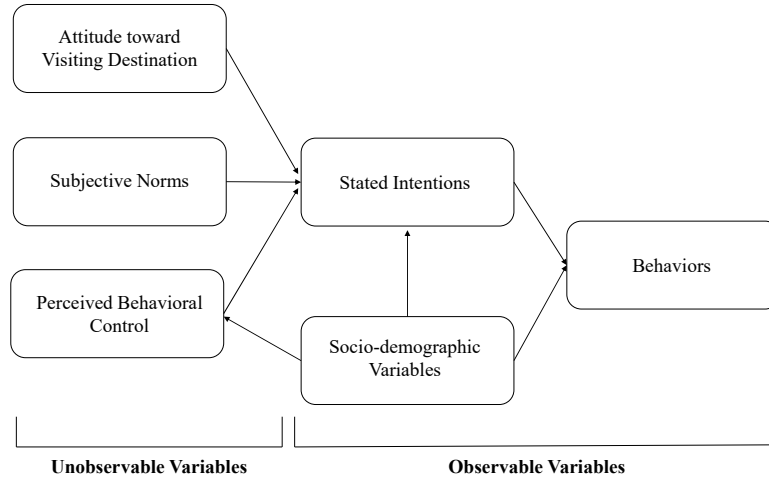 Attitude toward
Visiting Destination
Subjective Norms
Stated Intentions
Behaviors
Perceived Behavioral
Control
Socio-demographic
Variables
Unobservable Variables
Observable Variables